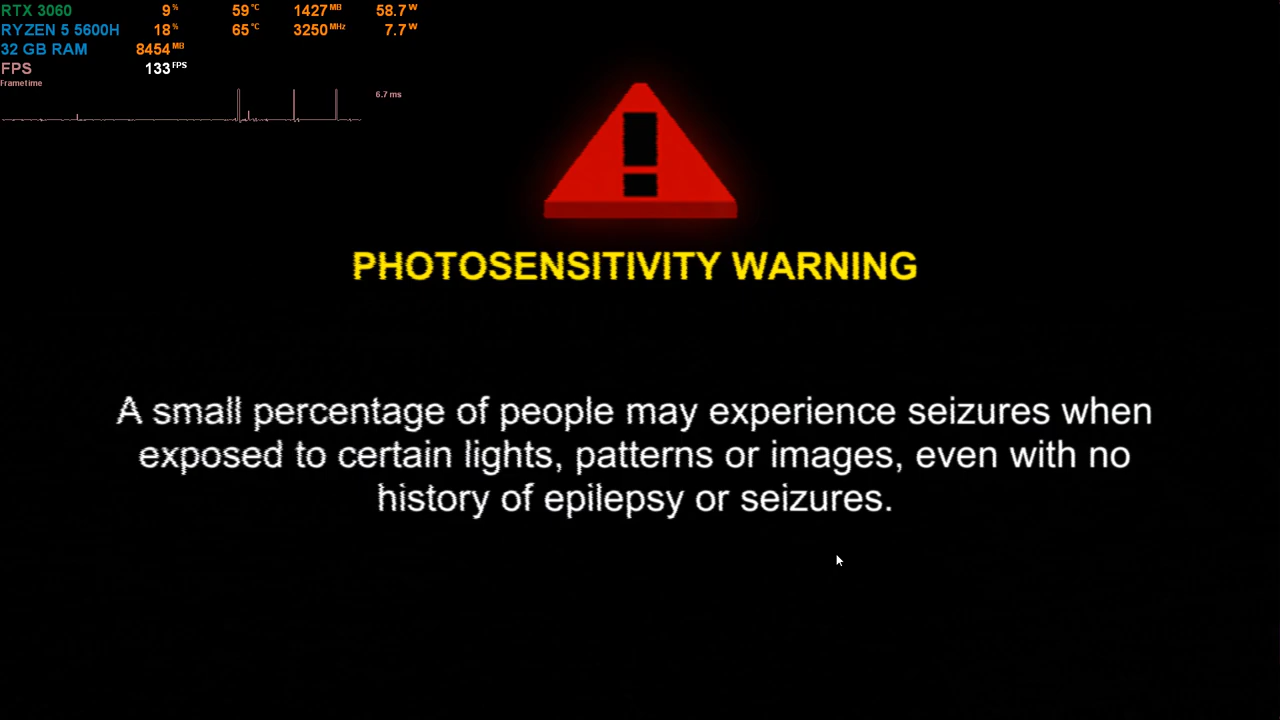 RTX 3060 9% 59°C 1427MB 58.7W
RYZEN 5 5600H 18% 65°C 3250MHz 7.7W
32 GB RAM 8454MB
FPS 133FPS
Frametime
6.7 ms
PHOTOSENSITIVITY WARNING
A small percentage of people may experience seizures when
exposed to certain lights, patterns or images, even with no
history of epilepsy or seizures.